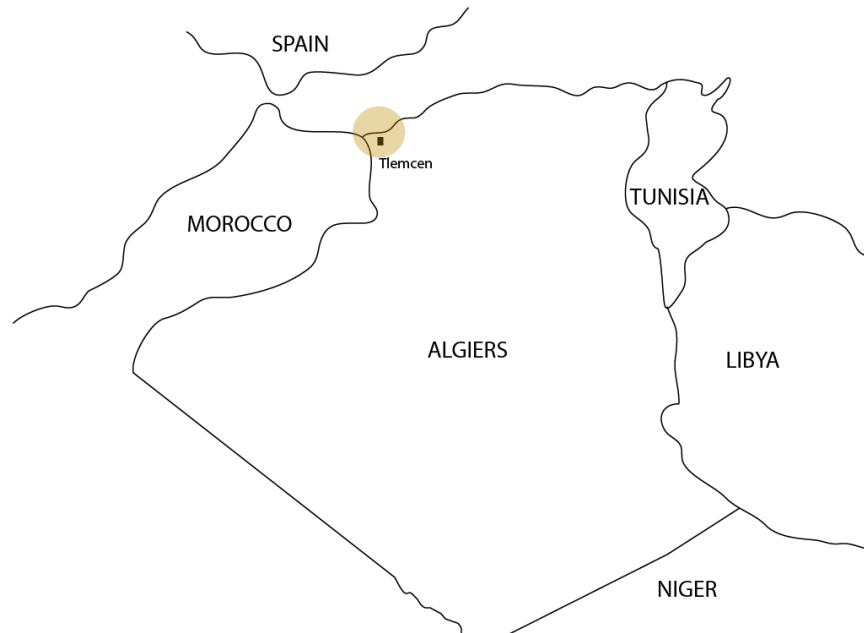 SPAIN
Tlemcen
MOROCCO
TUNISIA
ALGIERS
LIBYA
NIGER